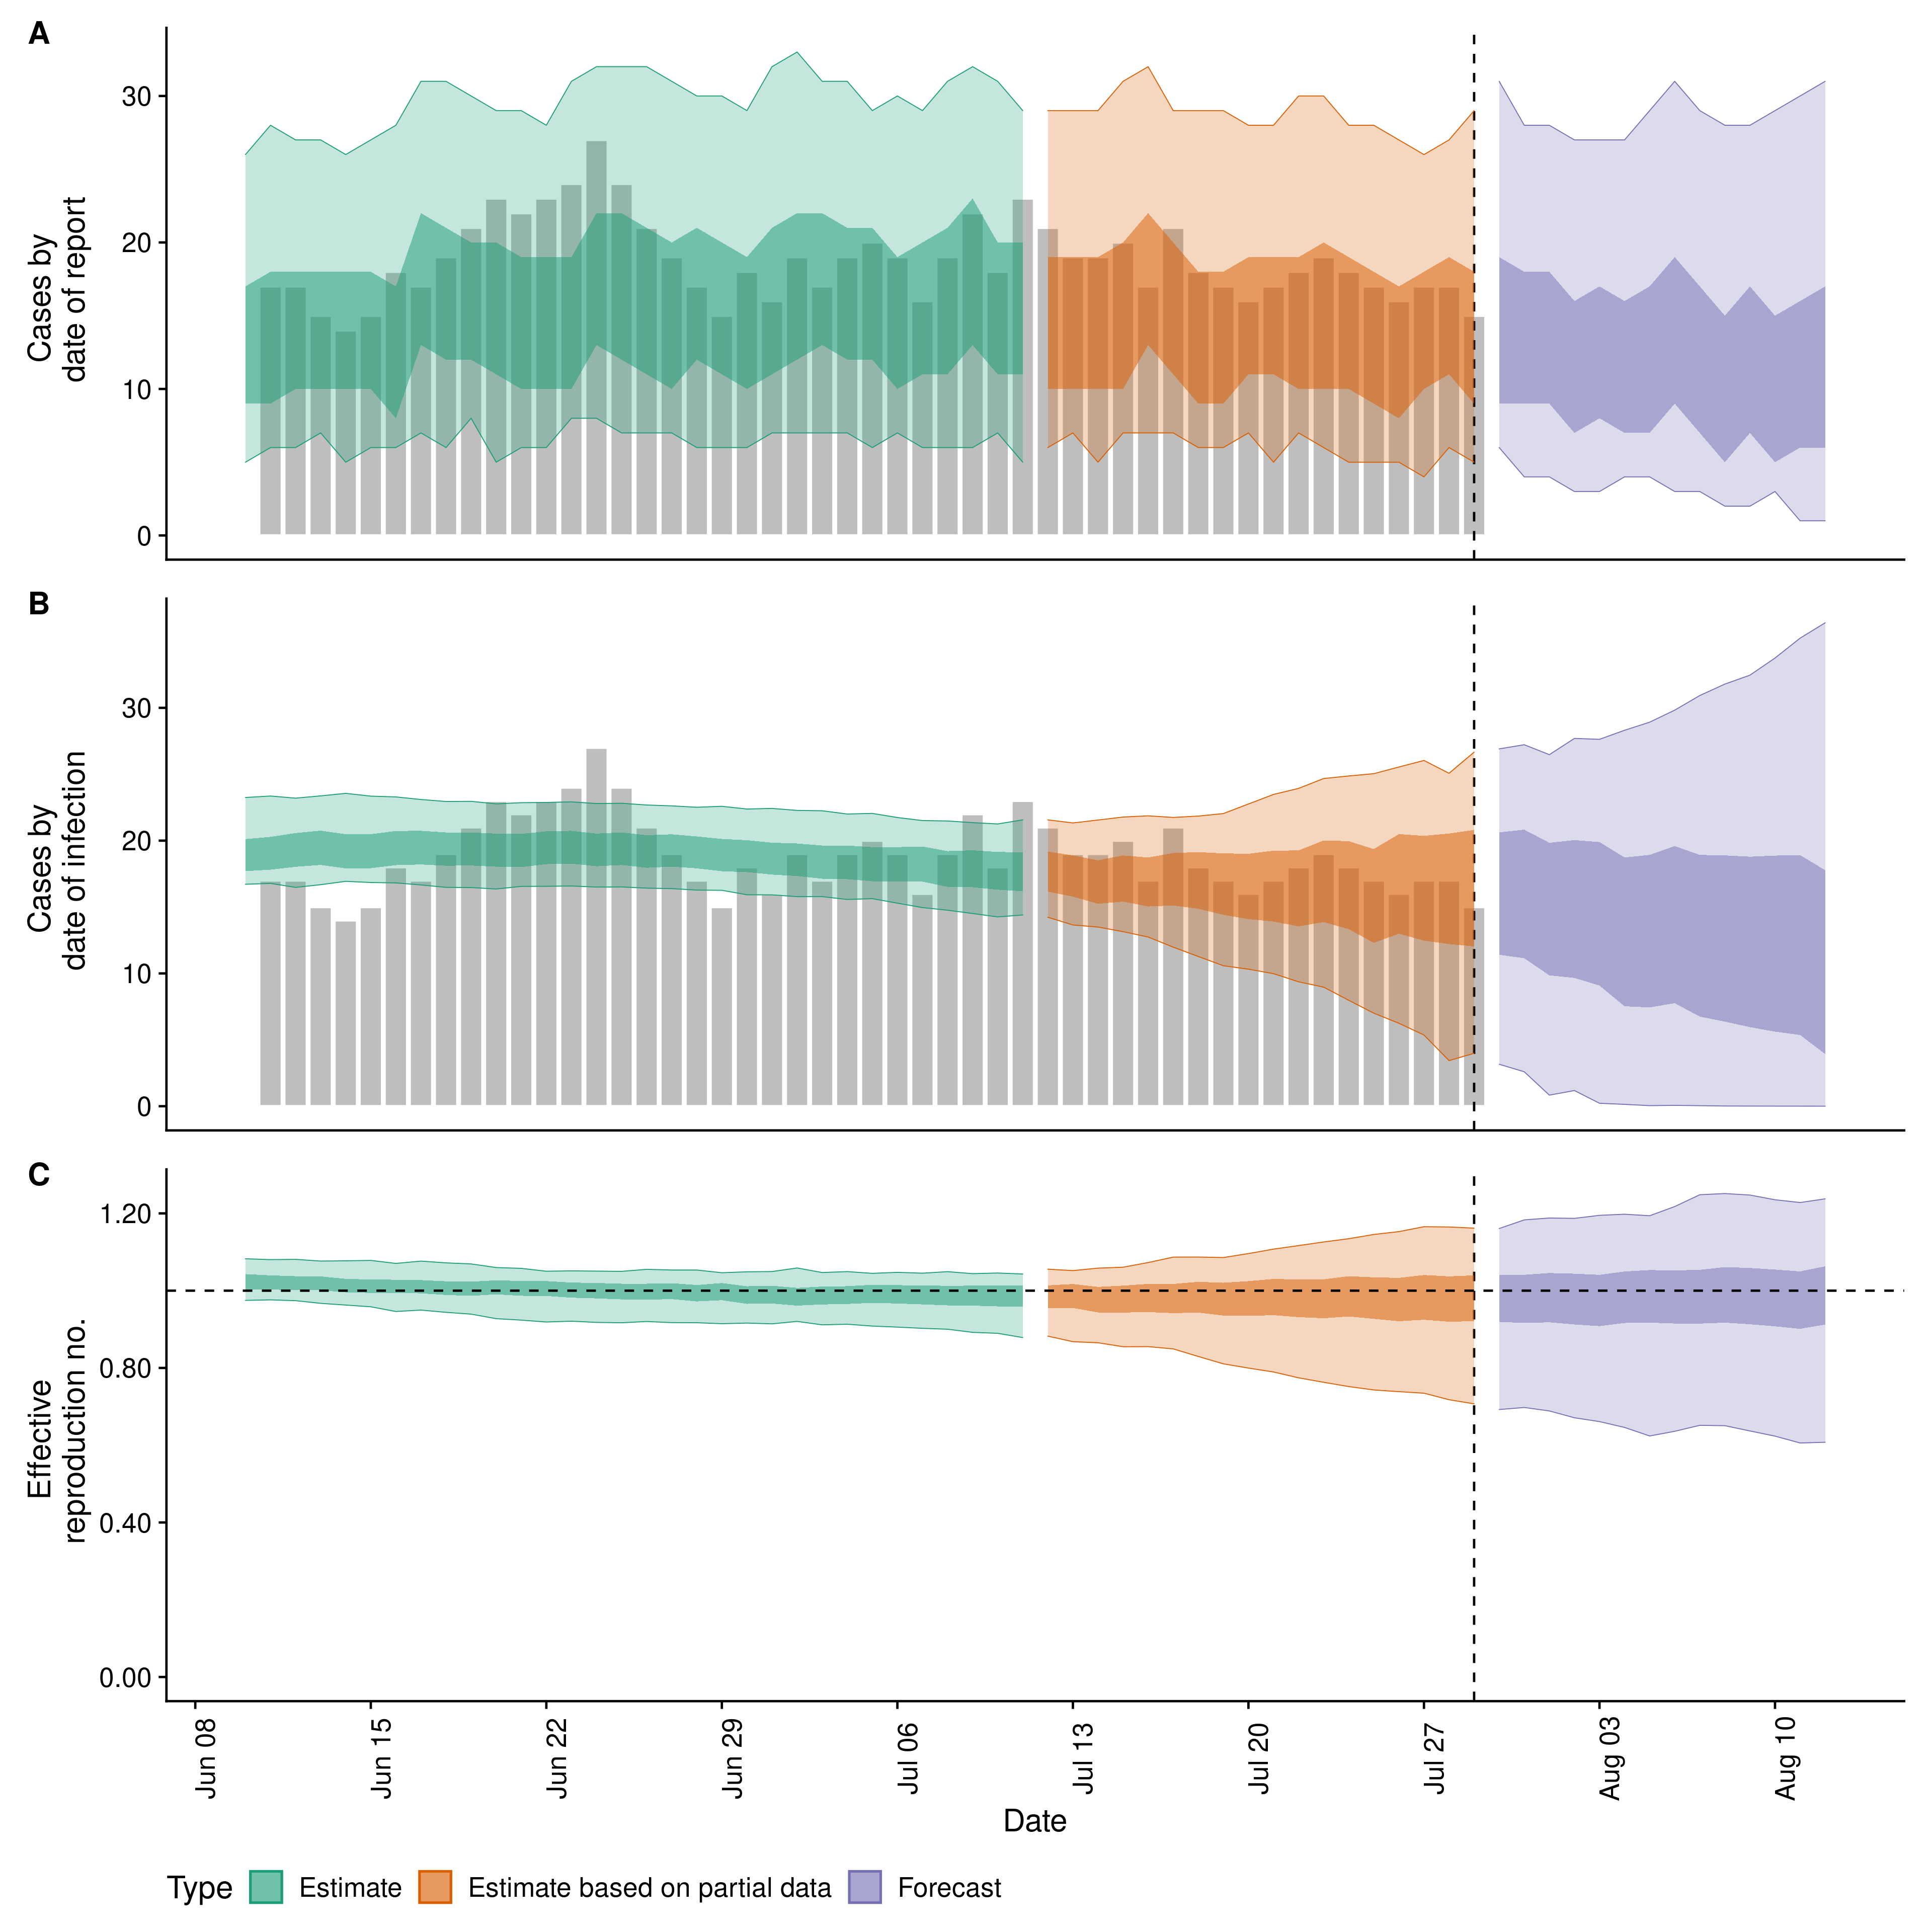 A
Cases by
date of report
30
20
10
0
B
Cases by
date of infection
30
20
10
0
C
Effective
reproduction no.
1.20
0.80
0.40
0.00
Jun 08
Jun 15
Jun 22
Jun 29
Jul 06
Jul 13
Jul 20
Jul 27
Aug 03
Aug 10
Date
Type Estimate Estimate based on partial data Forecast